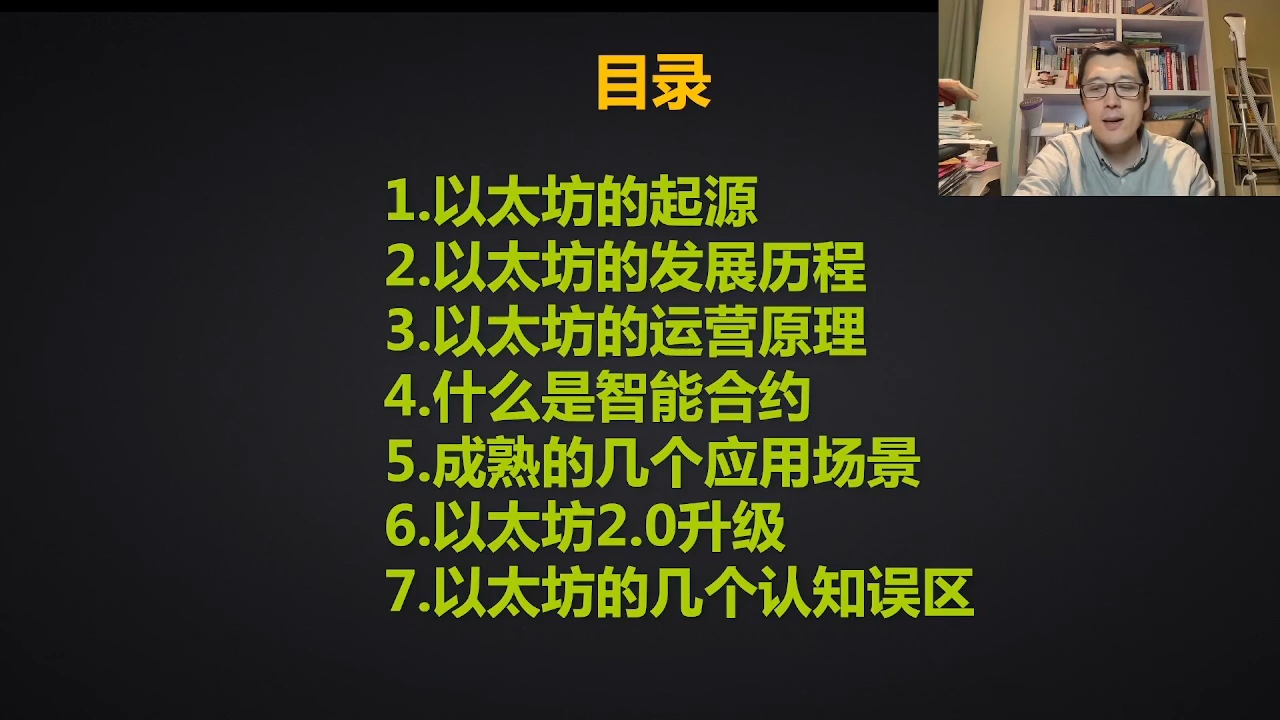 目录
1.以太坊的起源
2.以太坊的发展历程
3.以太坊的运营原理
4.什么是智能合约
5.成熟的几个应用场景
6.以太坊2.0升级
7.以太坊的几个认知误区